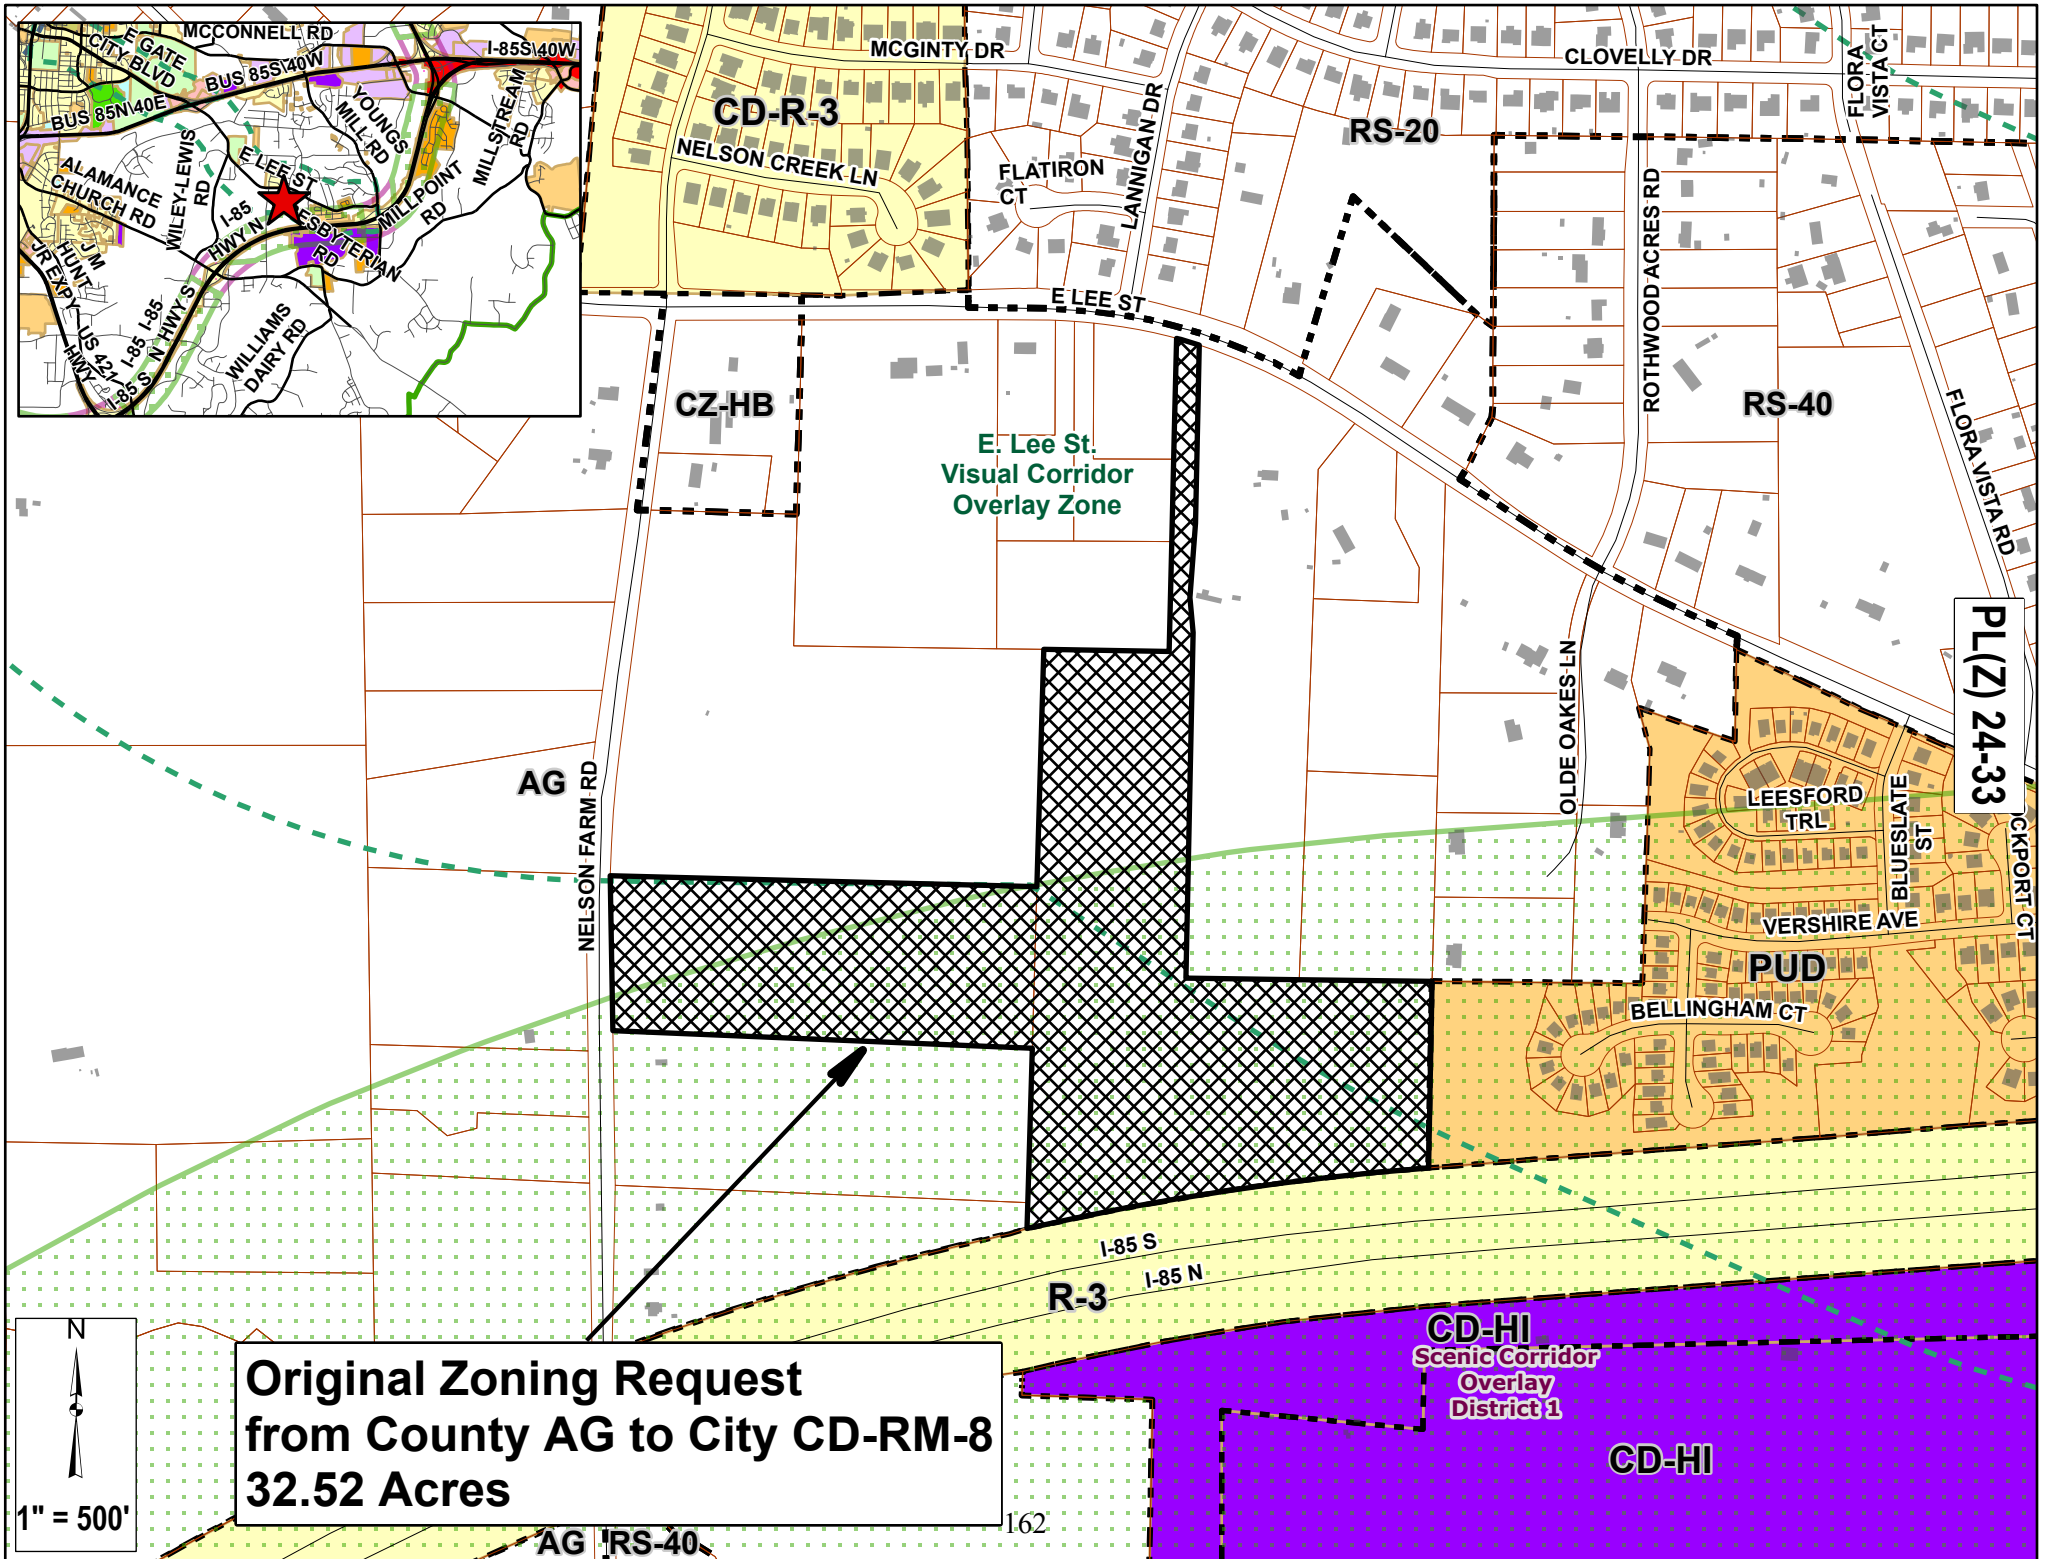 MCCONNELL RD
I-85S\40W
E GATE
CITY BLVD
BUS 85S\40W
BUS 85N\40E
YOUNGS
MILL RD
MILLSTREAM
RD
E LEE ST
ALAMANCE
CHURCH RD
WILEY-LEWIS
RD
I-85
HWY N
ESBYTERIAN
RD
MILLPOINT
RD
JM
HUNT
JR EXPY
US 421
HWY
I-85
I-85
N HWY S
I-85 S
WILLIAMS
DAIRY RD
MCGINTY DR
CD-R-3
NELSON CREEK LN
FLATIRON
CT
LANNIGAN DR
RS-20
CLOVELLY DR
FLORA
VISTA CT
E LEE ST
ROTHWOOD ACRES RD
RS-40
FLORA VISTA RD
CZ-HB
E. Lee St.
Visual Corridor
Overlay Zone
PL(Z) 24-33
AG
NELSON FARM RD
OLDE OAKES LN
LEESFORD
TRL
BLUESLATE
ST
CKPORT CT
VERSHIRE AVE
PUD
BELLINGHAM CT
I-85 S
I-85 N
R-3
CD-HI
Scenic Corridor
Overlay
District 1
CD-HI
N
1" = 500'
Original Zoning Request
from County AG to City CD-RM-8
32.52 Acres
162
AG
RS-40